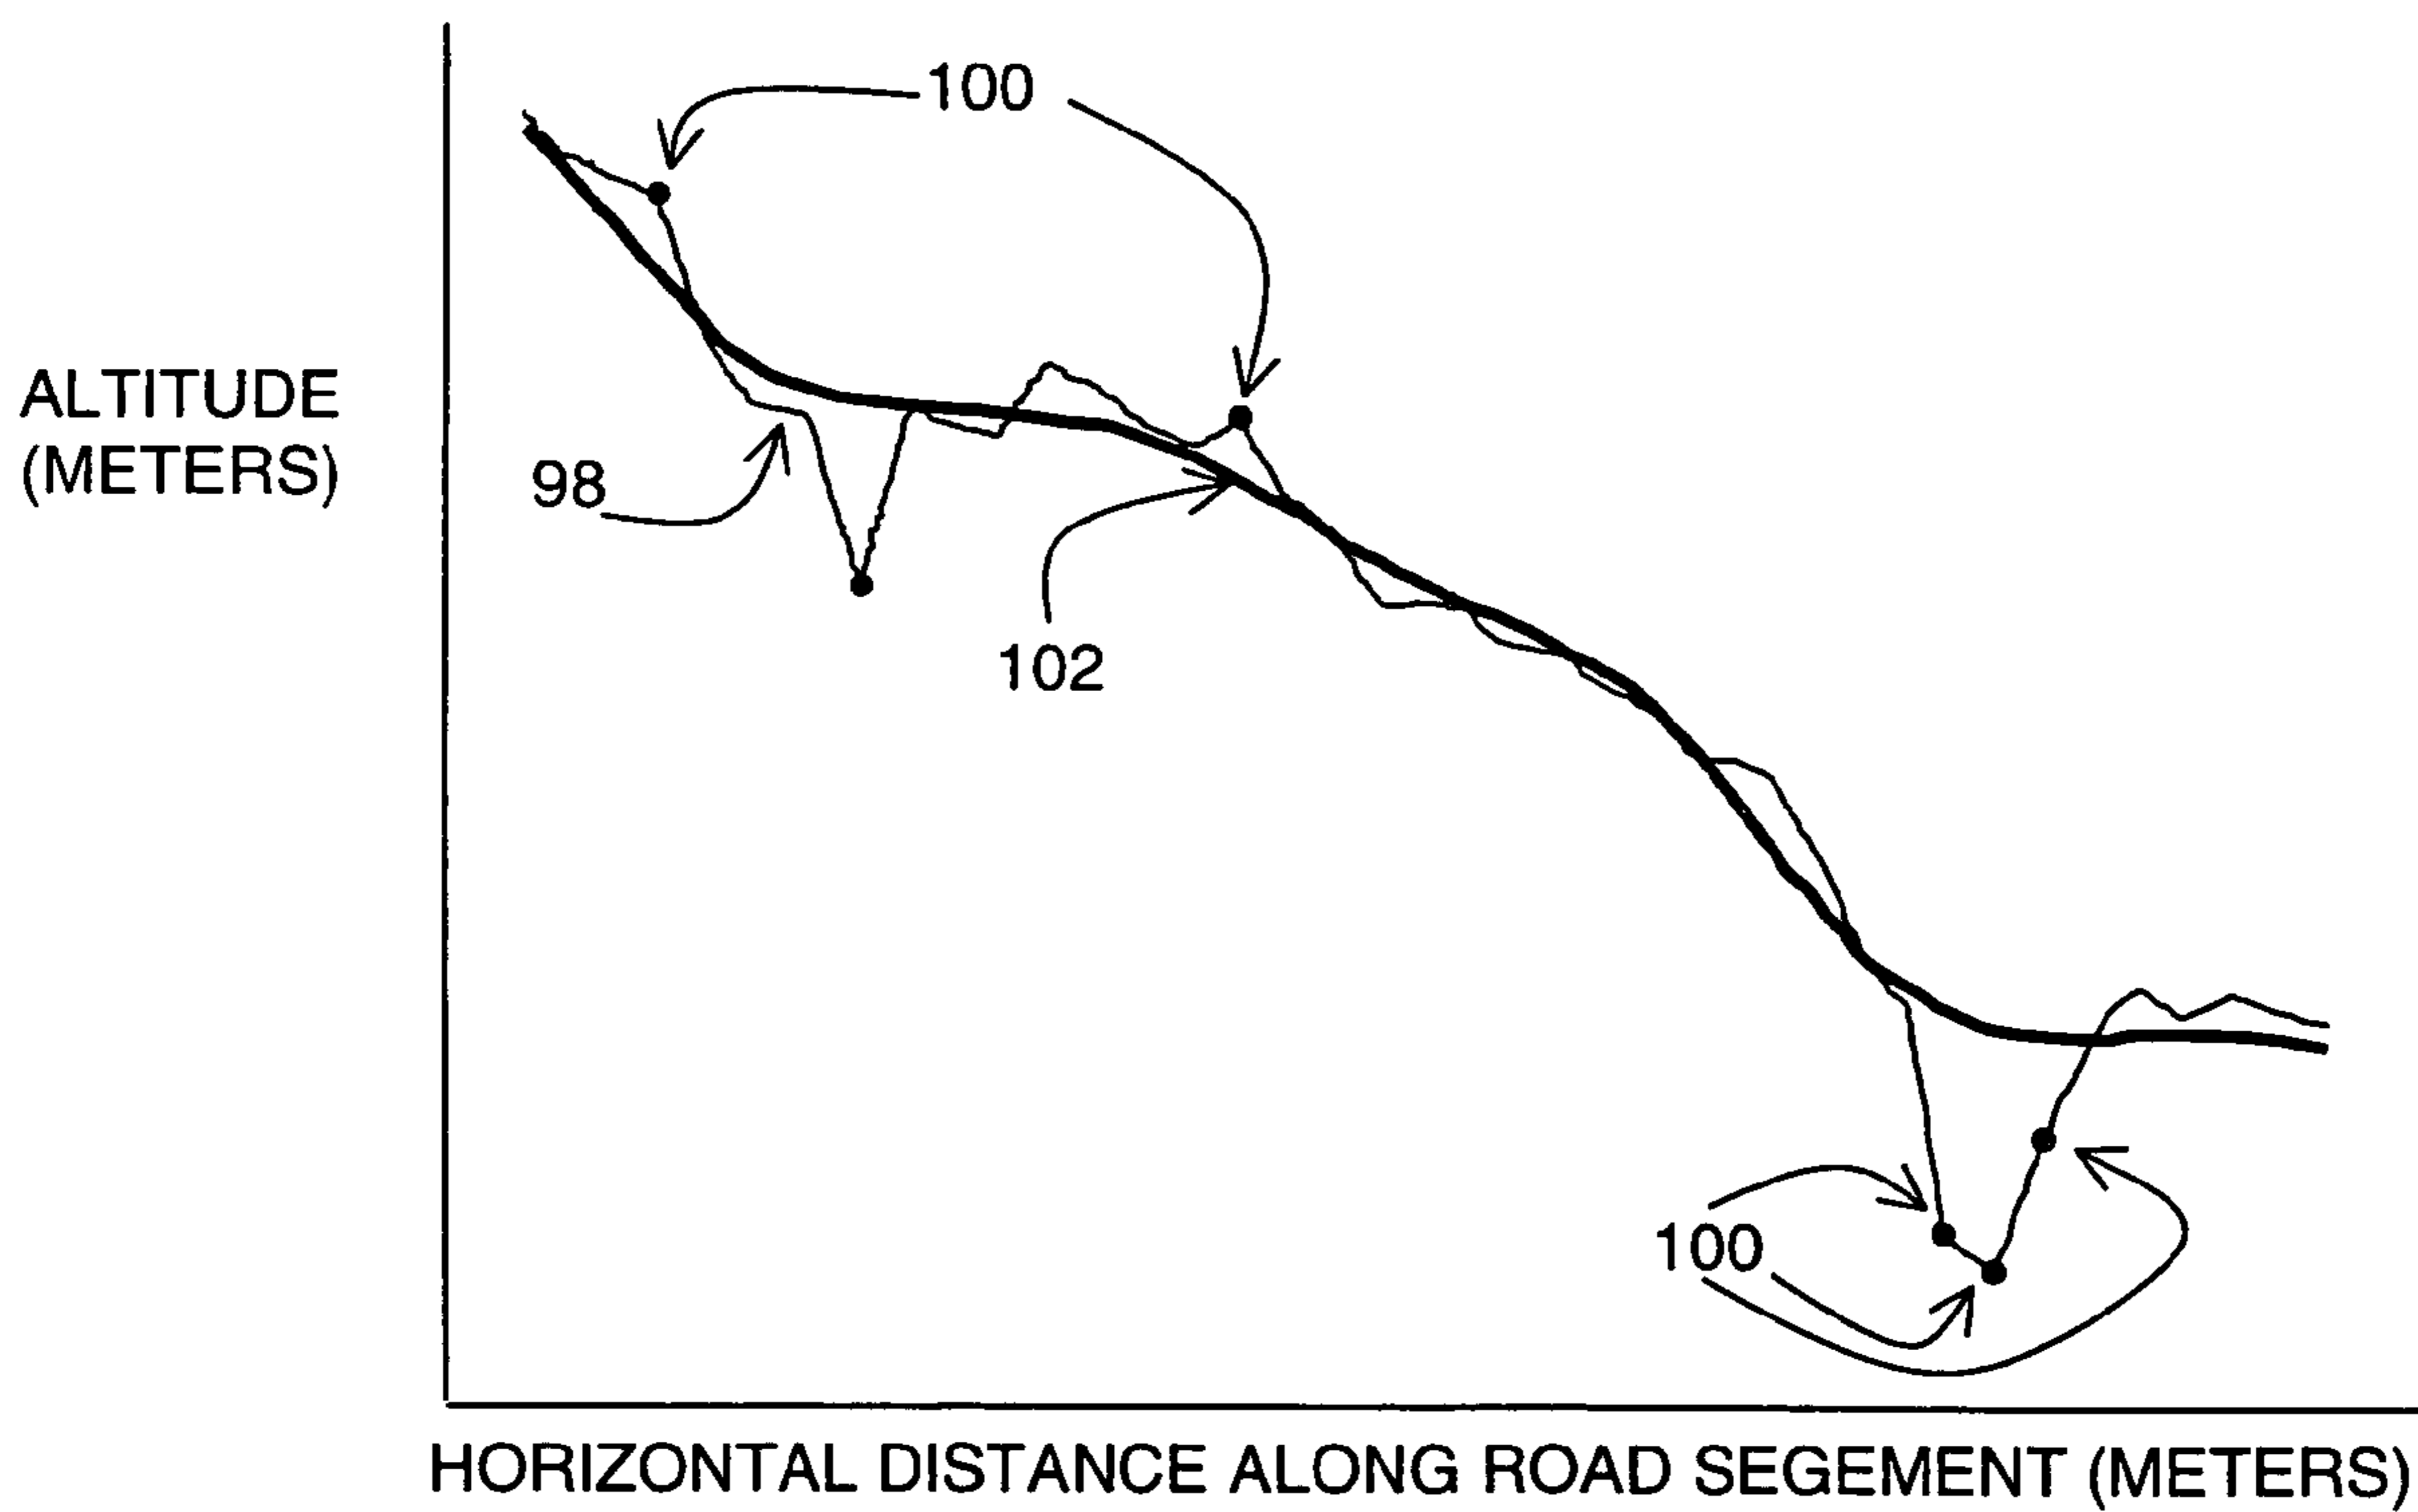 100
ALTITUDE
(METERS)
98
102
100
HORIZONTAL DISTANCE ALONG ROAD SEGEMENT (METERS)